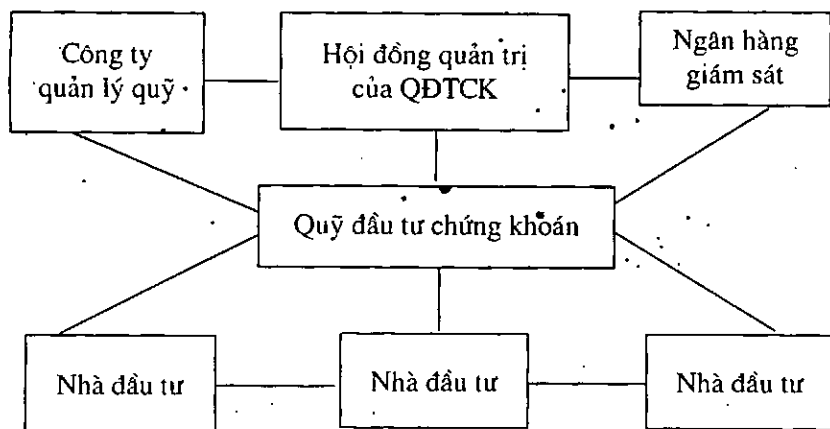 Công ty
quản lý quỹ
Hội đồng quản trị
của QĐTCK
Ngân hàng
giám sát
Quỹ đầu tư chứng khoán
Nhà đầu tư
Nhà đầu tư
Nhà đầu tư